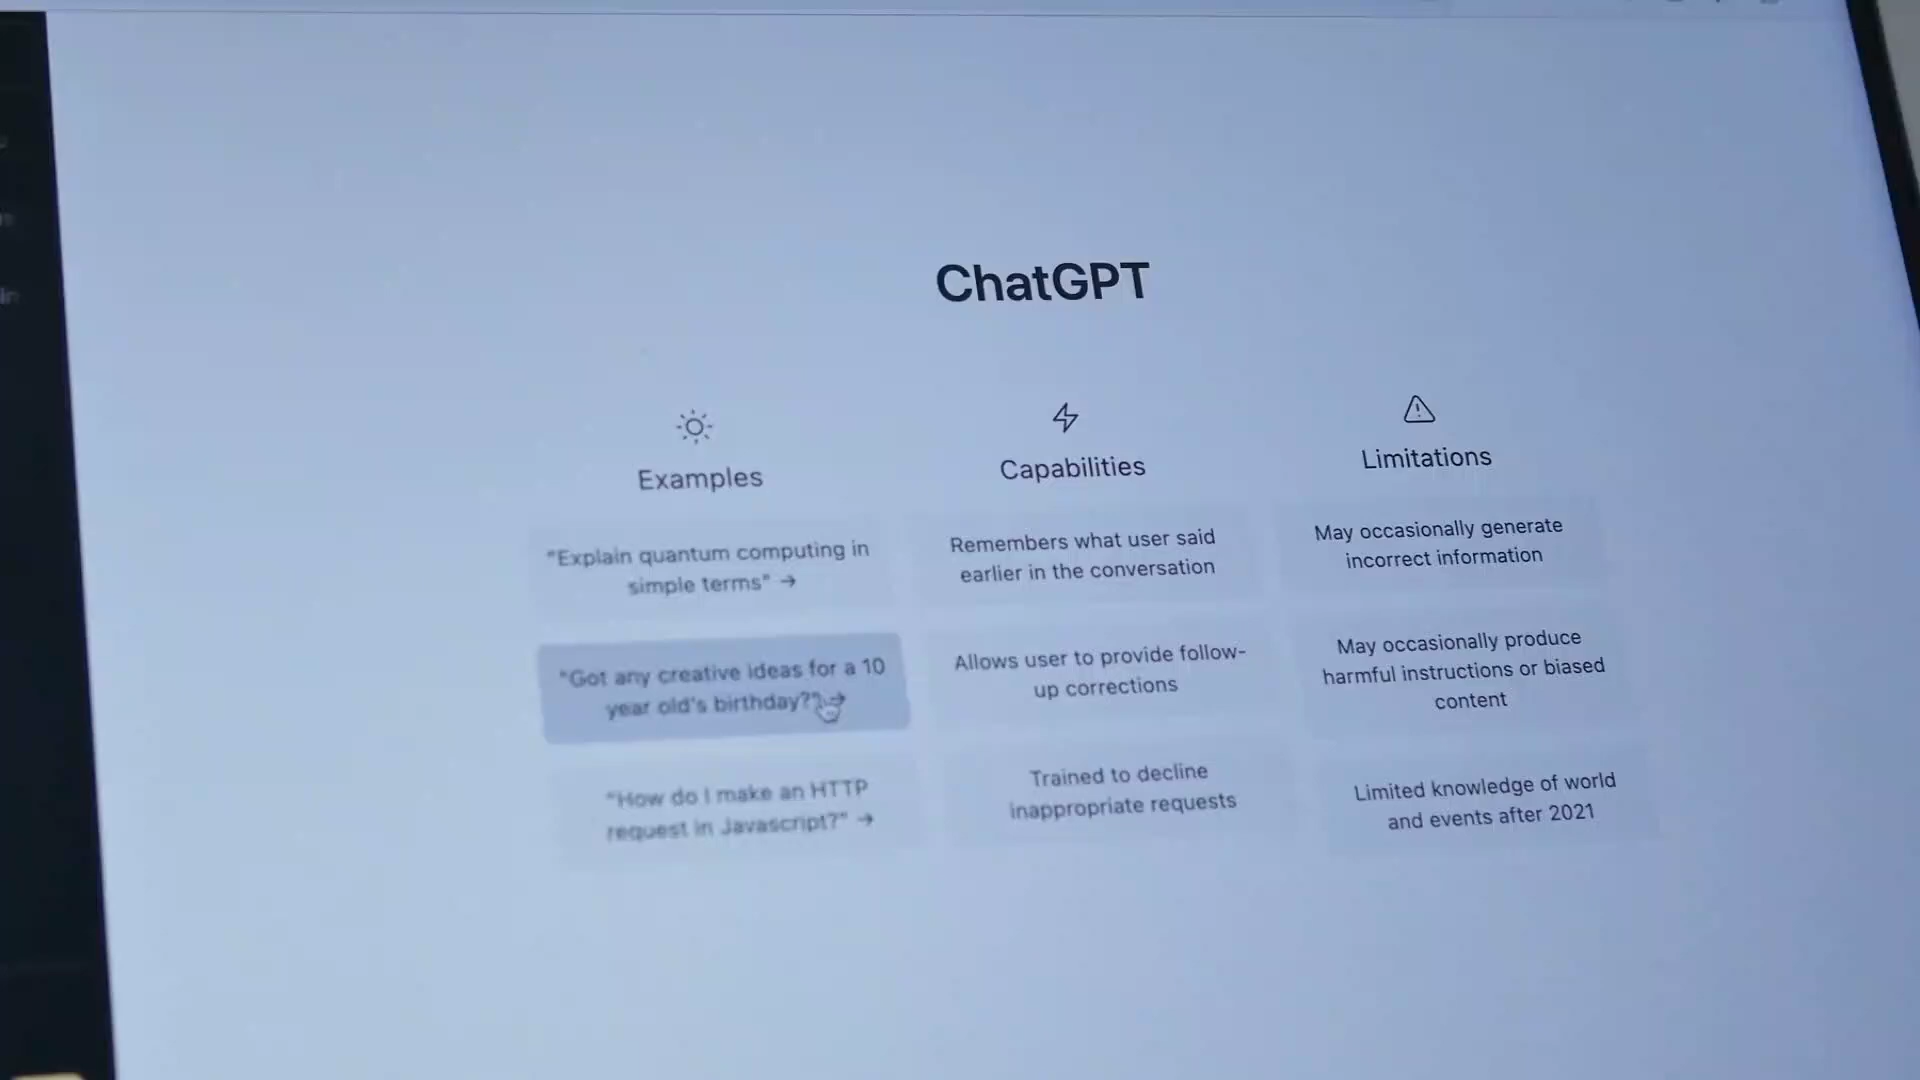 ChatGPT
Examples
"Explain quantum computing in
simple terms" →
"Got any creative ideas for a 10
year old's birthday?" →
"How do I make an HTTP
request in Javascript?" →
Capabilities
Remembers what user said
earlier in the conversation
Allows user to provide follow-
up corrections
Trained to decline
inappropriate requests
Limitations
May occasionally generate
incorrect information
May occasionally produce
harmful instructions or biased
content
Limited knowledge of world
and events after 2021